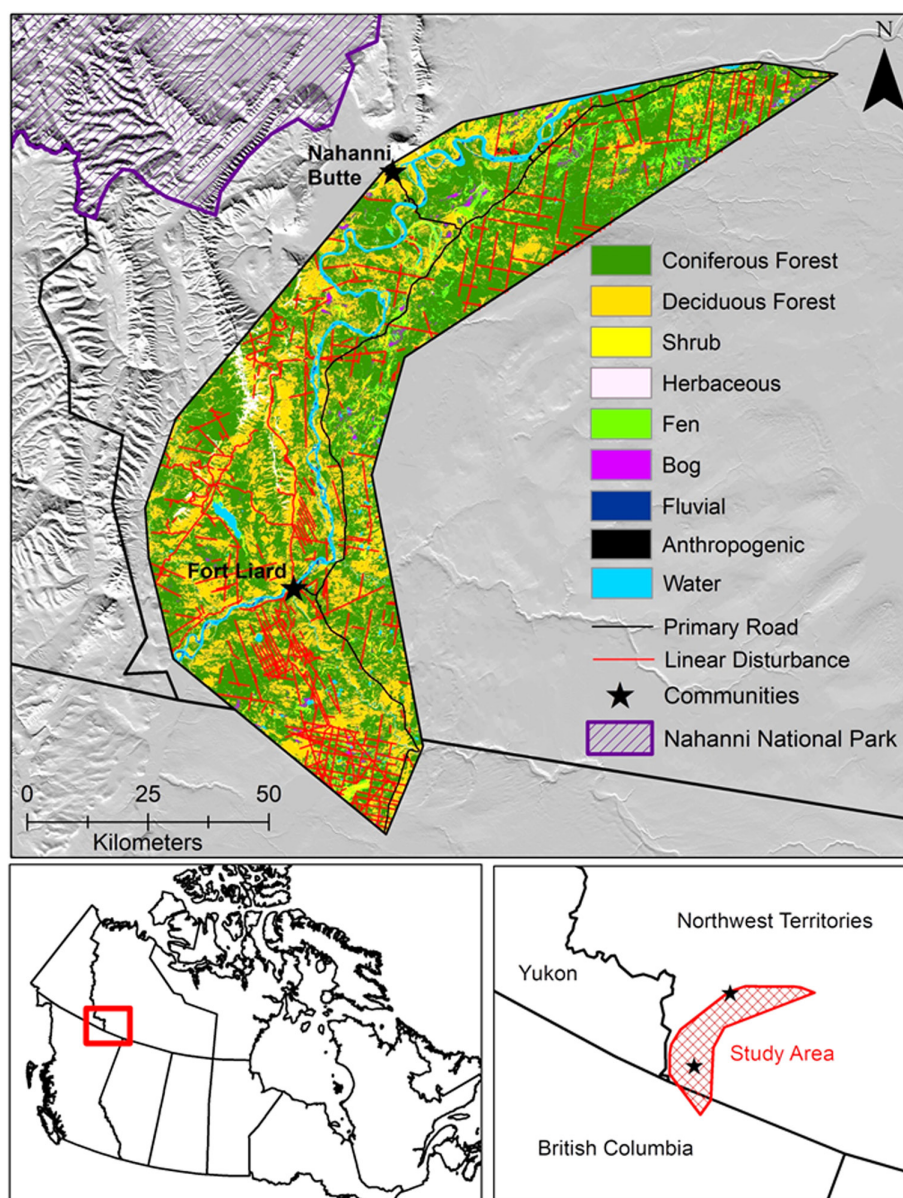 N
Nahanni
Butte
Coniferous Forest
Deciduous Forest
Shrub
Herbaceous
Fen
Bog
Fluvial
Anthropogenic
Water
Primary Road
Linear Disturbance
Communities
Nahanni National Park
Fort Liard
0 25 50
Kilometers
Northwest Territories
Yukon
Study Area
British Columbia